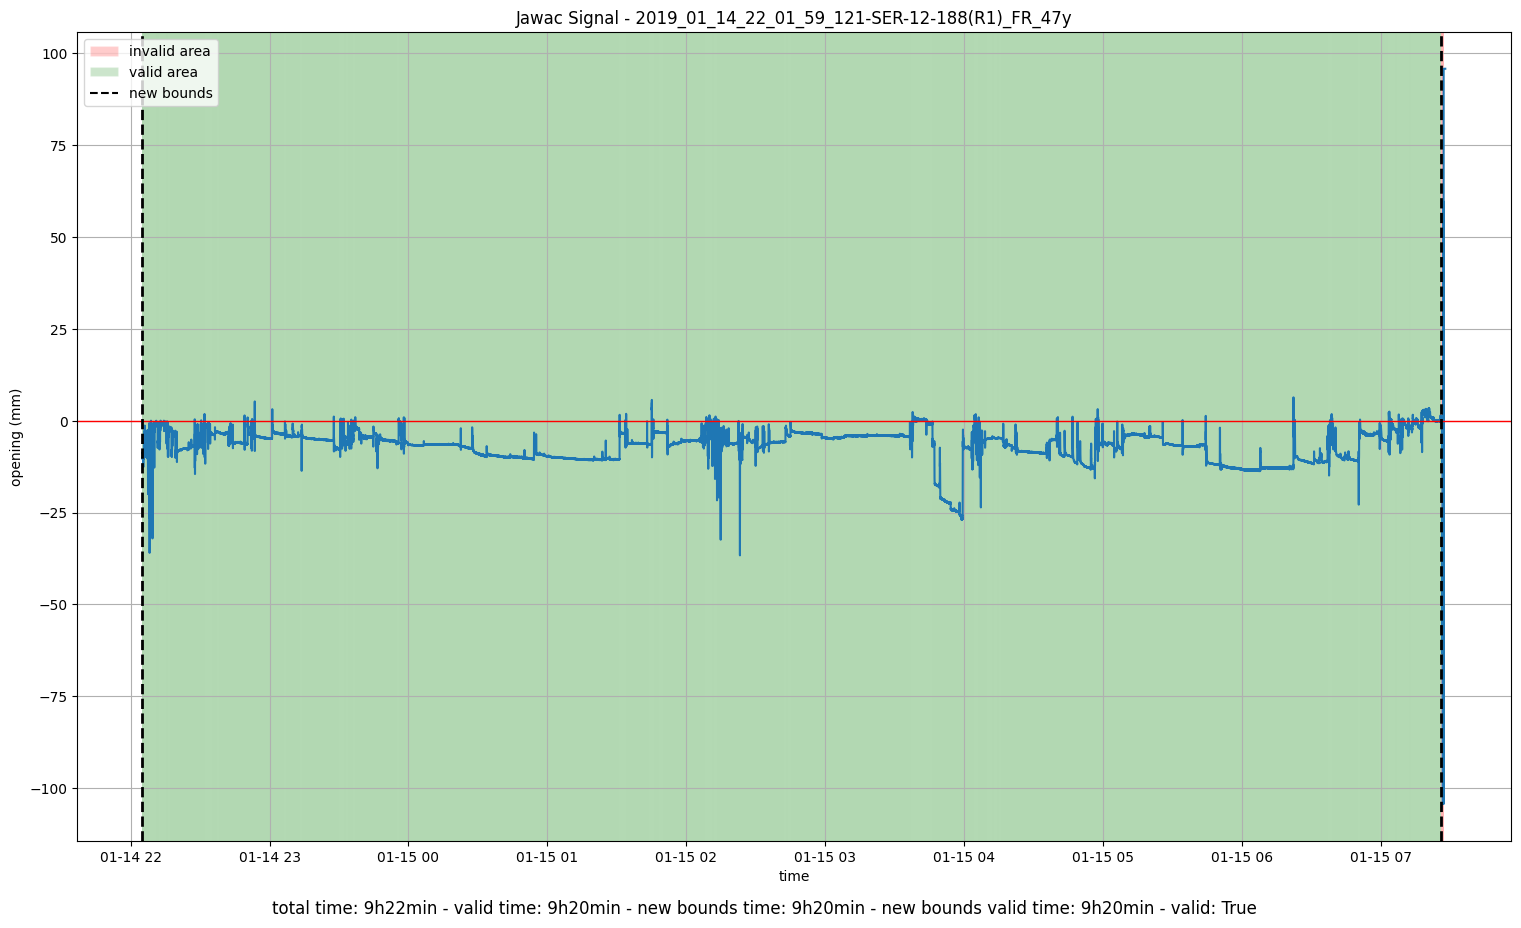 Jawac Signal - 2019_01_14_22_01_59_121-SER-12-188(R1)_FR_47y
invalid area
valid area
new bounds
100
75
50
25
0
−25
−50
−75
−100
opening (mm)
01-14 22
01-14 23
01-15 00
01-15 01
01-15 02
01-15 03
01-15 04
01-15 05
01-15 06
01-15 07
time
total time: 9h22min - valid time: 9h20min - new bounds time: 9h20min - new bounds valid time: 9h20min - valid: True